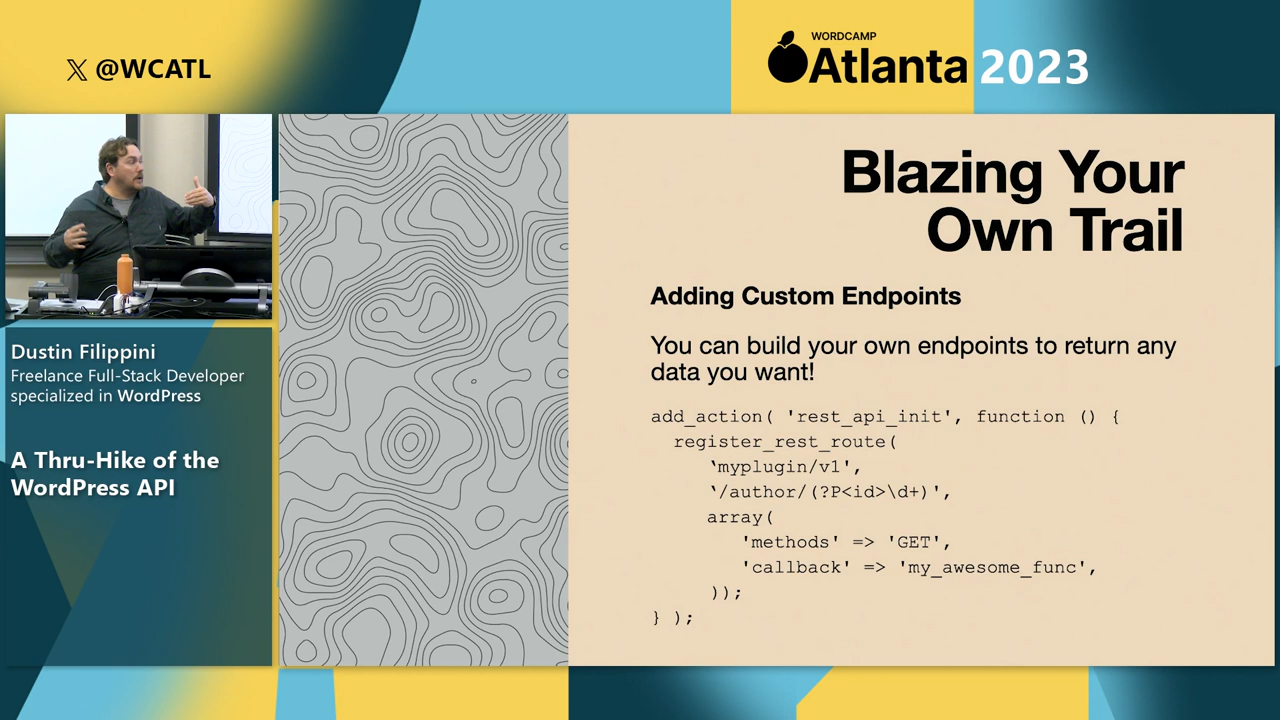 𝕏 @WCATL
WORDCAMP
Atlanta 2023
Dustin Filippini
Freelance Full-Stack Developer
specialized in WordPress
A Thru-Hike of the
WordPress API
Blazing Your
Own Trail
Adding Custom Endpoints
You can build your own endpoints to return any
data you want!
add_action( 'rest_api_init', function () {
register_rest_route(
‘myplugin/v1',
‘/author/(?P<id>\d+)',
array(
'methods' => 'GET',
'callback' => 'my_awesome_func',
));
} );